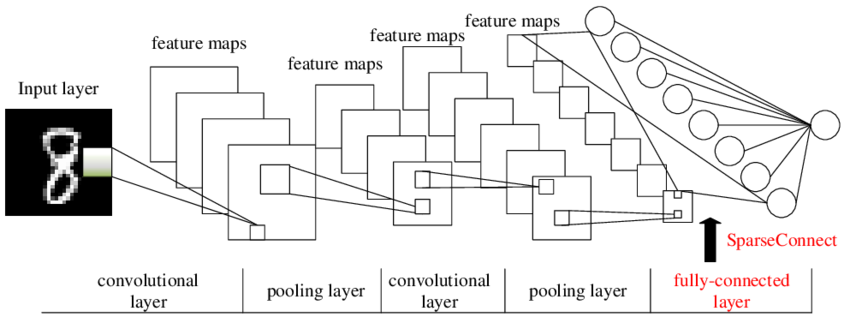 feature maps
feature maps
feature maps
feature maps
Input layer
SparseConnect
convolutional
layer
pooling layer
convolutional
layer
pooling layer
fully-connected
layer